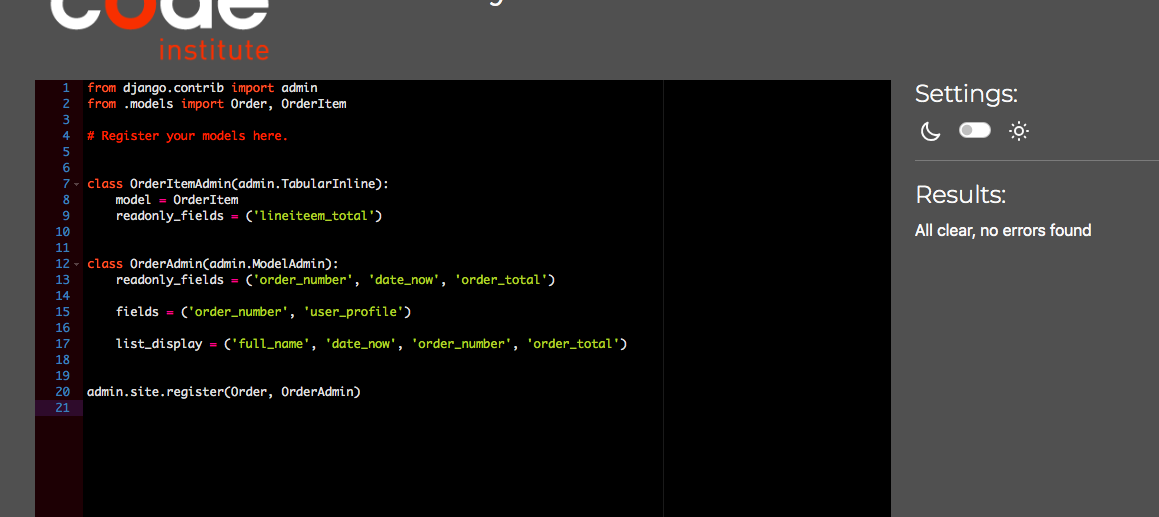 code
institute
Settings:
Results:
All clear, no errors found
1 from django.contrib import admin
2 from .models import Order, OrderItem
3
4 # Register your models here.
5
6
7 class OrderItemAdmin(admin.TabularInline):
8 model = OrderItem
9 readonly_fields = ('lineiteem_total')
10
11
12 class OrderAdmin(admin.ModelAdmin):
13 readonly_fields = ('order_number', 'date_now', 'order_total')
14
15 fields = ('order_number', 'user_profile')
16
17 list_display = ('full_name', 'date_now', 'order_number', 'order_total')
18
19
20 admin.site.register(Order, OrderAdmin)
21